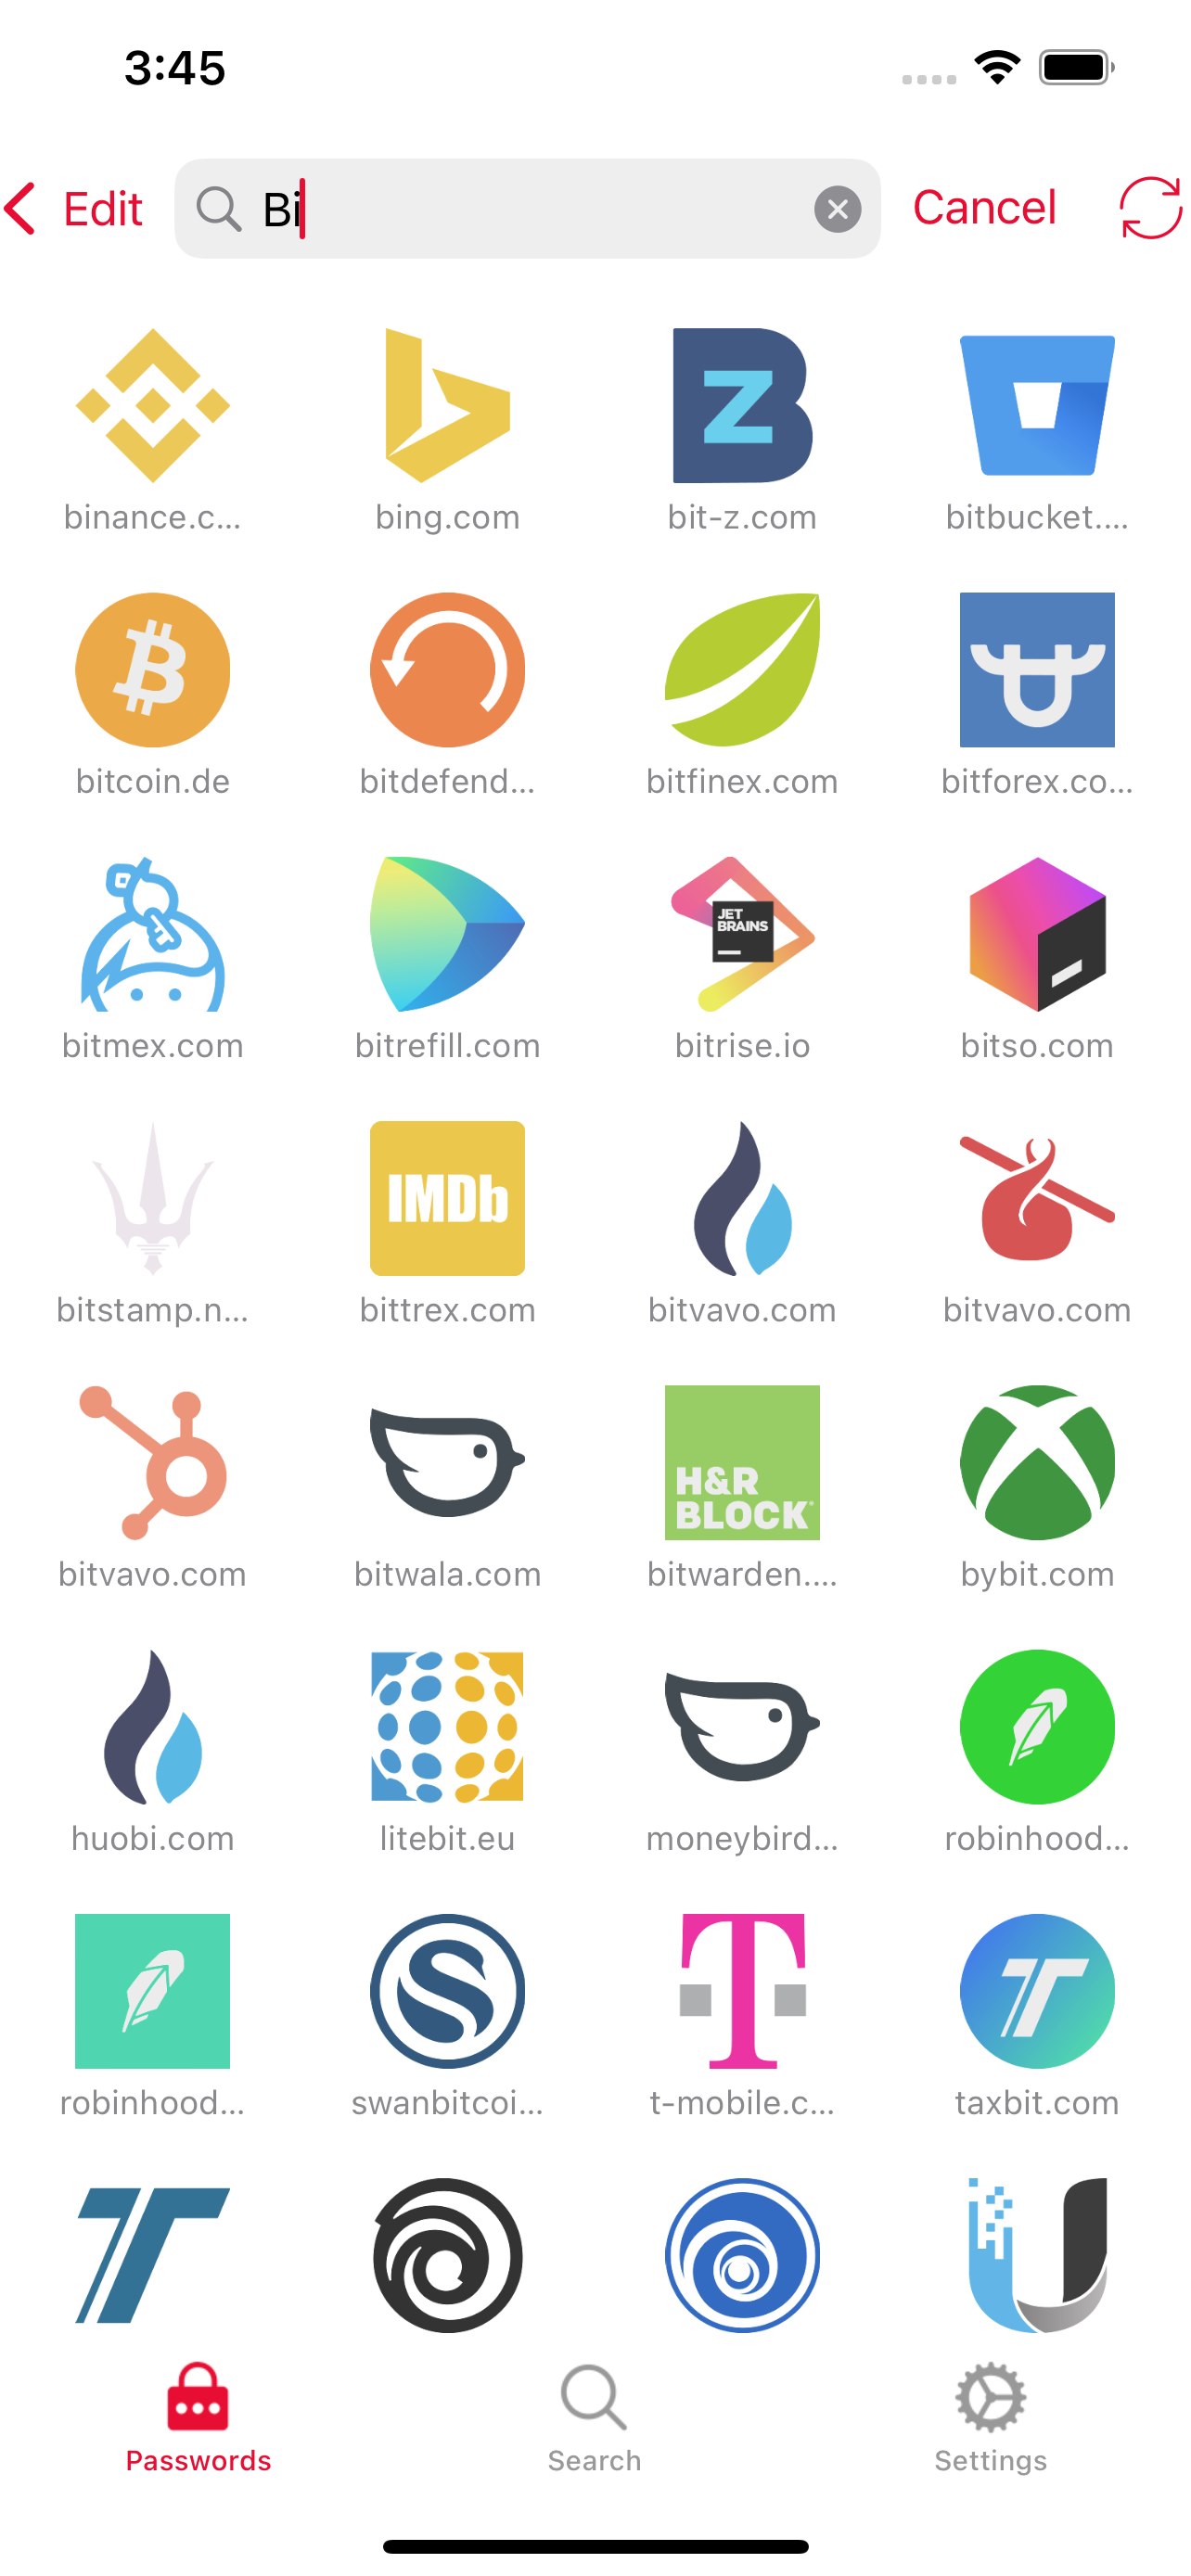 3:45
Edit
Bi
Cancel
binance.c...
bing.com
bit-z.com
bitbucket....
bitcoin.de
bitdefend...
bitfinex.com
bitforex.co...
JET
BRAINS
bitmex.com
bitrefill.com
bitrise.io
bitso.com
IMDb
bitstamp.n...
bittrex.com
bitvavo.com
bitvavo.com
H&R
BLOCK
bitvavo.com
bitwala.com
bitwarden....
bybit.com
huobi.com
litebit.eu
moneybird...
robinhood...
robinhood...
swanbitcoi...
t-mobile.c...
taxbit.com
Passwords
Search
Settings